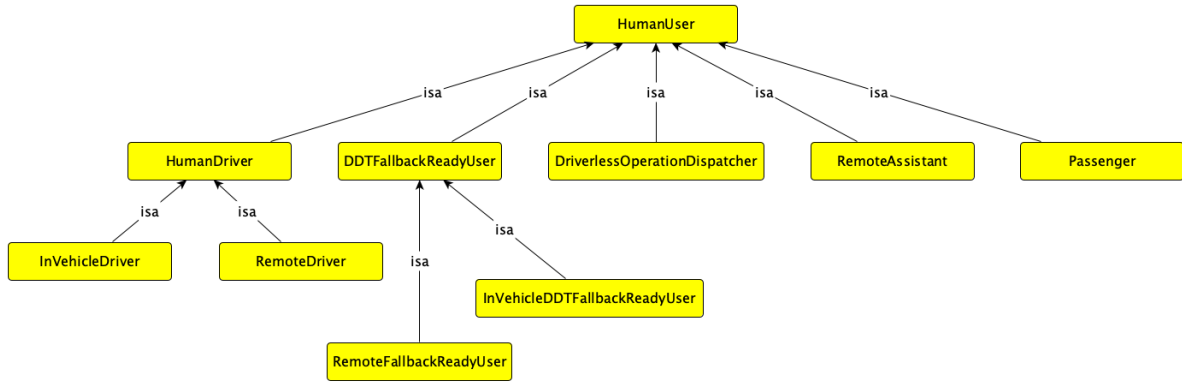 HumanUser
isa
isa
isa
isa
isa
HumanDriver
DDTFallbackReadyUser
DriverlessOperationDispatcher
RemoteAssistant
Passenger
isa
isa
isa
isa
InVehicleDriver
RemoteDriver
InVehicleDDTFallbackReadyUser
RemoteFallbackReadyUser